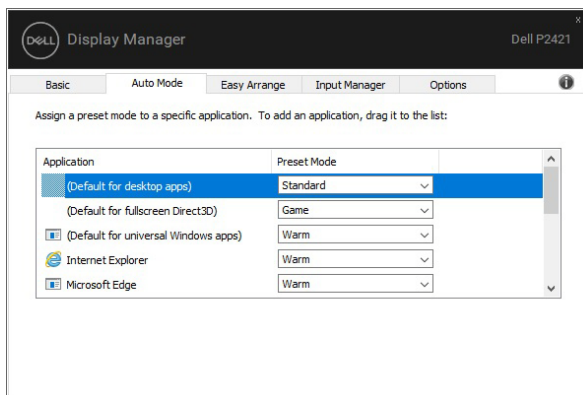 x
DELL Display Manager Dell P2421
Basic Auto Mode Easy Arrange Input Manager Options
Assign a preset mode to a specific application. To add an application, drag it to the list:
Application Preset Mode
(Default for desktop apps) Standard
(Default for fullscreen Direct3D) Game
(Default for universal Windows apps) Warm
Internet Explorer Warm
Microsoft Edge Warm